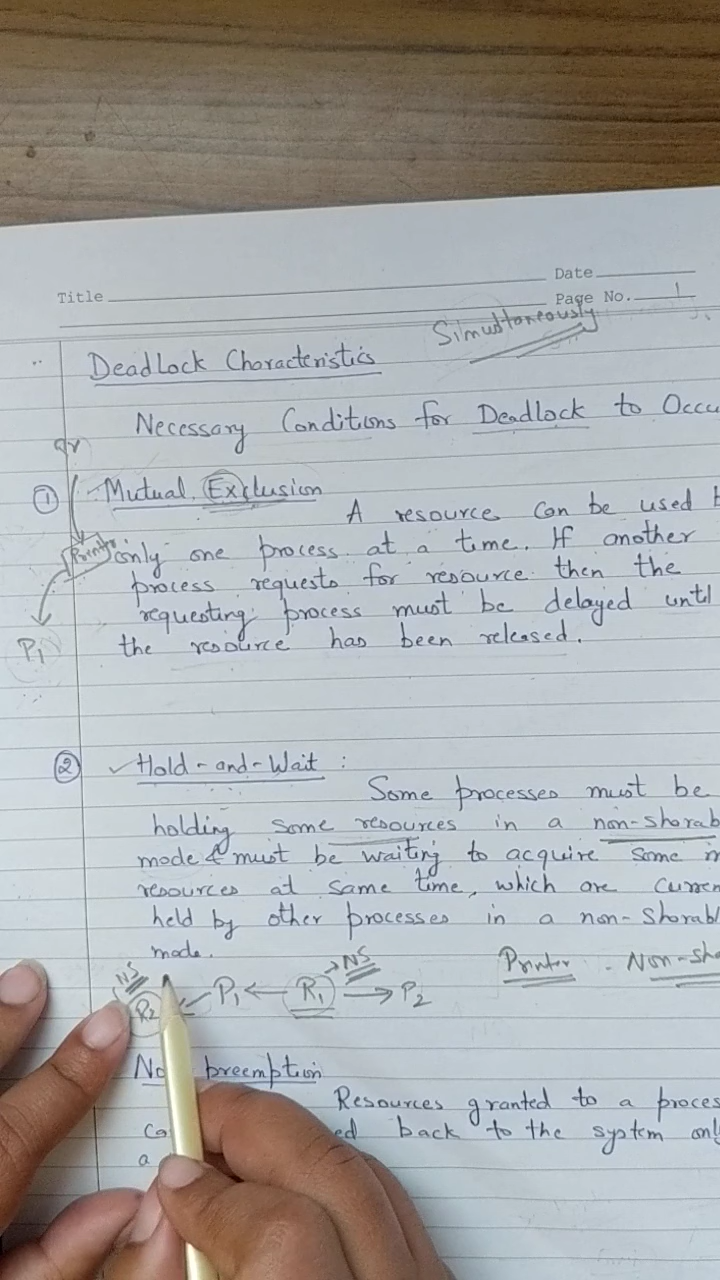 Title Date
Page No. 1
Simultaneously
Deadlock Characteristics
Necessary Conditions for Deadlock to Occu
① Mutual Exclusion
A resource can be used b
Printer only one process at a time. If another
process requests for resource then the
requesting process must be delayed until
P1 the resource has been released.
② Hold-and-Wait :
Some processes must be
holding some resources in a non-sharab
mode & must be waiting to acquire some m
resources at same time, which are curren
held by other processes in a non-sharabl
mode.
Printer - Non-sha
NS NS
R2 P1 R1 P2
No preemption
Resources granted to a proces
ed back to the system onl
a